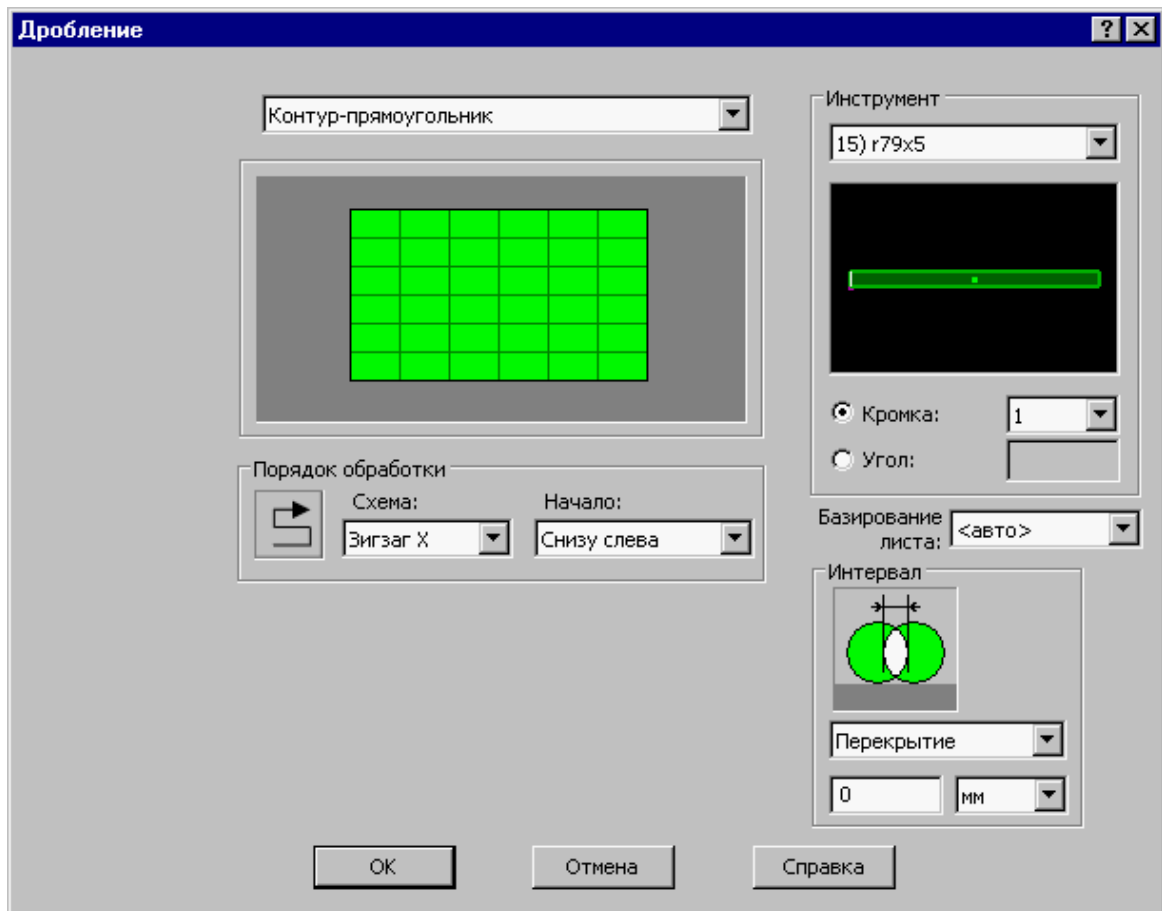 Дробление
Контур-прямоугольник
Инструмент
15) r79x5
Кромка:
1
Угол:
Порядок обработки
Схема:
Начало:
Зигзаг X
Снизу слева
Базирование
листа:
<авто>
Интервал
Перекрытие
0
мм
OK
Отмена
Справка